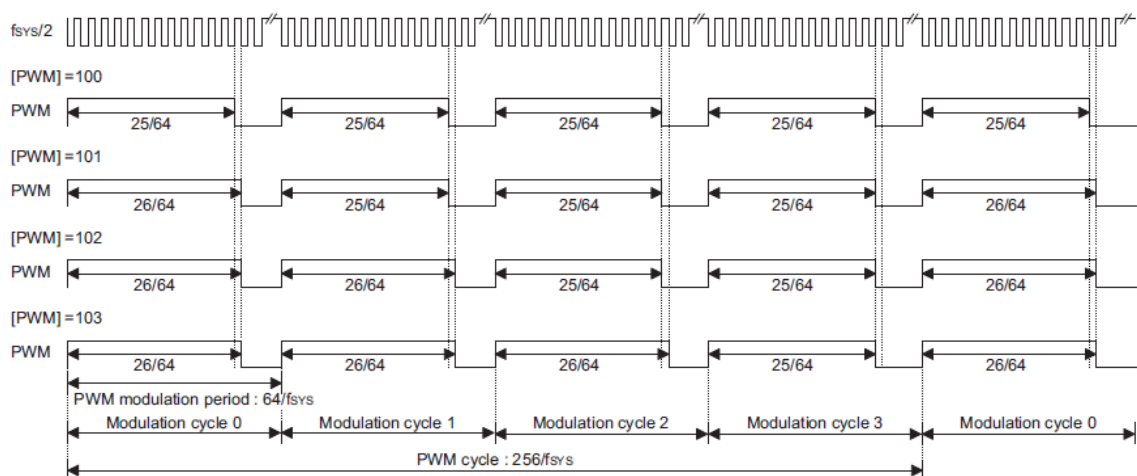 fSYS/2
[PWM] =100
PWM
25/64 25/64 25/64 25/64 25/64
[PWM] =101
PWM
26/64 25/64 25/64 25/64 26/64
[PWM] =102
PWM
26/64 26/64 25/64 25/64 26/64
[PWM] =103
PWM
26/64 26/64 26/64 25/64 26/64
PWM modulation period : 64/fSYS
Modulation cycle 0 Modulation cycle 1 Modulation cycle 2 Modulation cycle 3 Modulation cycle 0
PWM cycle : 256/fSYS